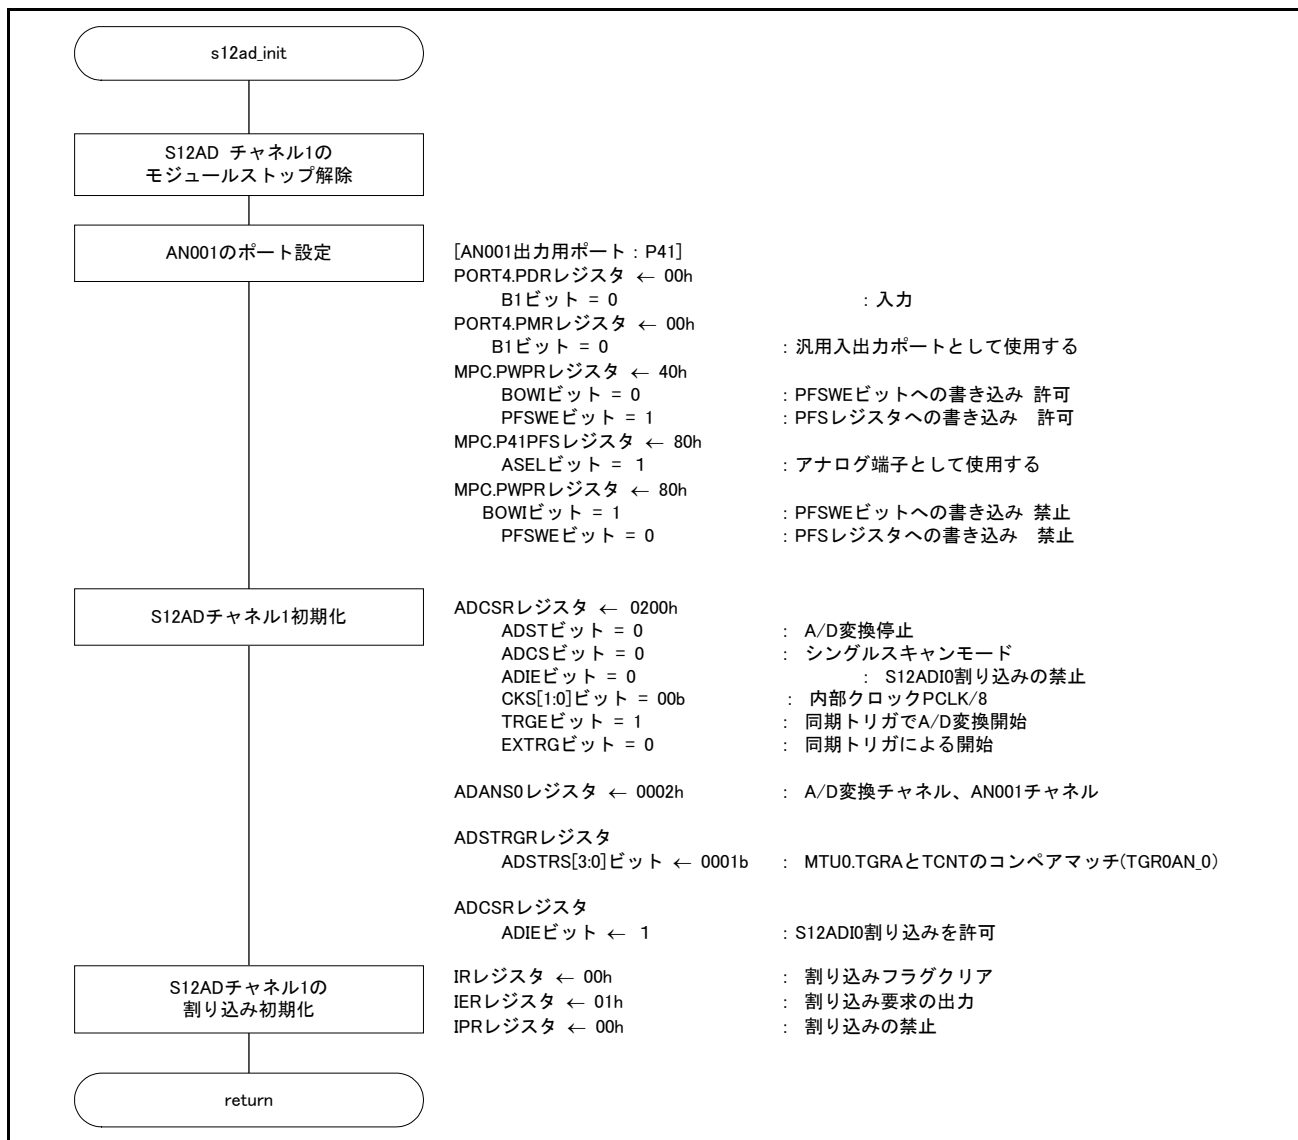 s12ad_init
S12AD チャネル1の
モジュールストップ解除
AN001のポート設定
[AN001出力用ポート : P41]
PORT4.PDRレジスタ ← 00h
B1ビット = 0 : 入力
PORT4.PMRレジスタ ← 00h
B1ビット = 0 : 汎用入出力ポートとして使用する
MPC.PWPRレジスタ ← 40h
BOWIビット = 0 : PFSWEビットへの書き込み 許可
PFSWEビット = 1 : PFSレジスタへの書き込み 許可
MPC.P41PFSレジスタ ← 80h
ASELビット = 1 : アナログ端子として使用する
MPC.PWPRレジスタ ← 80h
BOWIビット = 1 : PFSWEビットへの書き込み 禁止
PFSWEビット = 0 : PFSレジスタへの書き込み 禁止
S12ADチャネル1初期化
ADCSRレジスタ ← 0200h
ADSTビット = 0 : A/D変換停止
ADCSビット = 0 : シングルスキャンモード
ADIEビット = 0 : S12ADI0割り込みの禁止
CKS[1:0]ビット = 00b : 内部クロックPCLK/8
TRGEビット = 1 : 同期トリガでA/D変換開始
EXTRGビット = 0 : 同期トリガによる開始
ADANS0レジスタ ← 0002h : A/D変換チャネル、AN001チャネル
ADSTRGRレジスタ
ADSTRS[3:0]ビット ← 0001b : MTU0.TGRAとTCNTのコンペアマッチ(TGR0AN_0)
ADCSRレジスタ
ADIEビット ← 1 : S12ADI0割り込みを許可
S12ADチャネル1の
割り込み初期化
IRレジスタ ← 00h : 割り込みフラグクリア
IERレジスタ ← 01h : 割り込み要求の出力
IPRレジスタ ← 00h : 割り込みの禁止
return